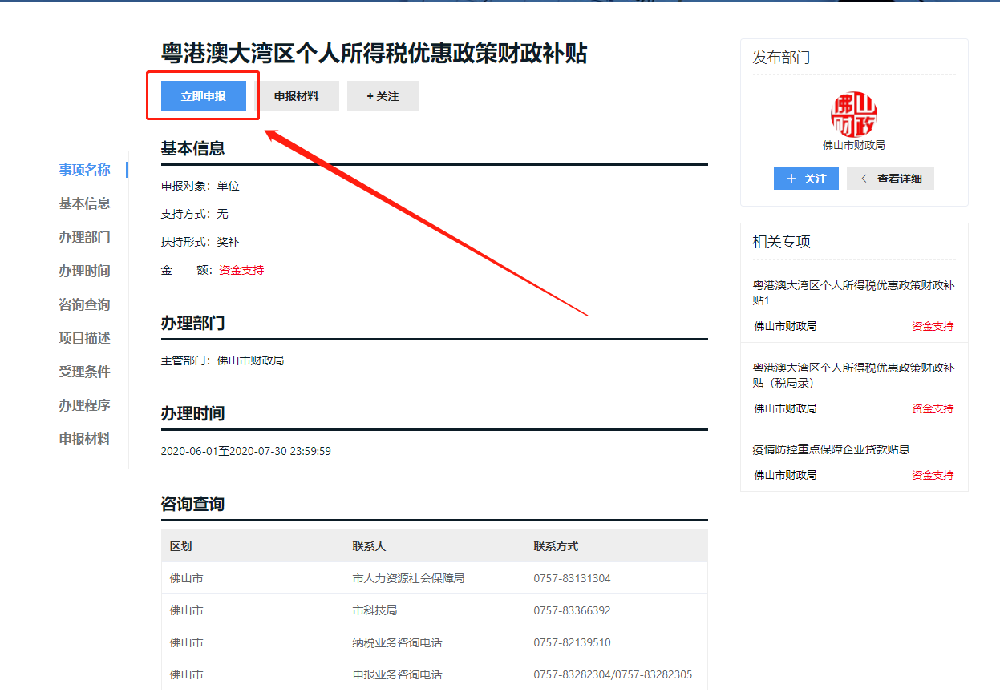 粤港澳大湾区个人所得税优惠政策财政补贴
立即申报
申报材料
+ 关注
事项名称
基本信息
办理部门
办理时间
咨询查询
项目描述
受理条件
办理程序
申报材料
基本信息
申报对象：单位
支持方式：无
扶持形式：奖补
金 额：资金支持
办理部门
主管部门：佛山市财政局
办理时间
2020-06-01至2020-07-30 23:59:59
咨询查询
区划 联系人 联系方式
佛山市 市人力资源社会保障局 0757-83131304
佛山市 市科技局 0757-83366392
佛山市 纳税业务咨询电话 0757-82139510
佛山市 申报业务咨询电话 0757-83282304/0757-83282305
发布部门
佛山
财政
佛山市财政局
+ 关注
< 查看详细
相关专项
粤港澳大湾区个人所得税优惠政策财政补
贴1
佛山市财政局 资金支持
粤港澳大湾区个人所得税优惠政策财政补
贴（税局录）
佛山市财政局 资金支持
疫情防控重点保障企业贷款贴息
佛山市财政局 资金支持